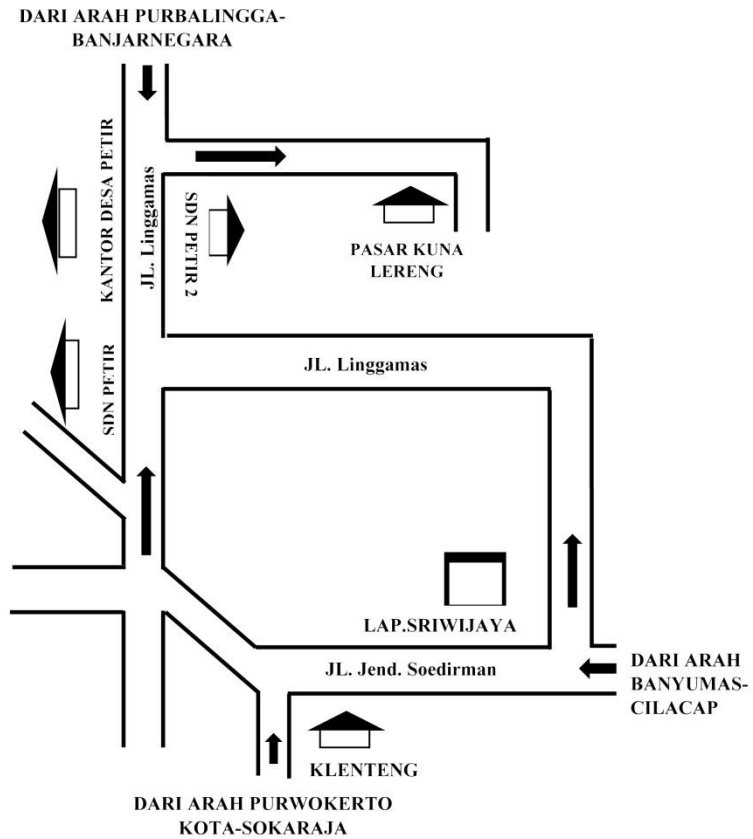 DARI ARAH PURBALINGGA-
BANJARNEGARA
KANTOR DESA PETIR
JL. Linggamas
SDN PETIR 2
PASAR KUNA
LERENG
SDN PETIR
JL. Linggamas
LAP.SRIWIJAYA
JL. Jend. Soedirman
DARI ARAH
BANYUMAS-
CILACAP
KLENTENG
DARI ARAH PURWOKERTO
KOTA-SOKARAJA